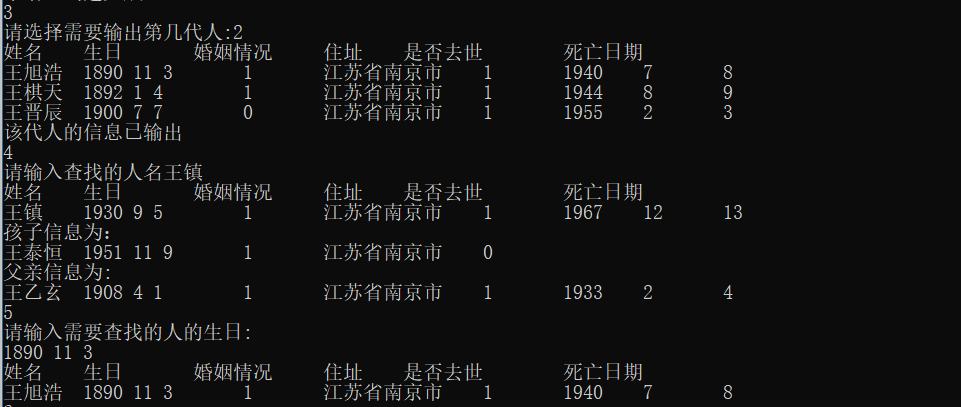 3
请选择需要输出第几代人:2
姓名 生日 婚姻情况 住址 是否去世 死亡日期
王旭浩 1890 11 3 1 江苏省南京市 1 1940 7 8
王棋天 1892 1 4 1 江苏省南京市 1 1944 8 9
王晋辰 1900 7 7 0 江苏省南京市 1 1955 2 3
该代人的信息已输出
4
请输入查找的人名王镇
姓名 生日 婚姻情况 住址 是否去世 死亡日期
王镇 1930 9 5 1 江苏省南京市 1 1967 12 13
孩子信息为:
王泰恒 1951 11 9 1 江苏省南京市 0
父亲信息为:
王乙玄 1908 4 1 1 江苏省南京市 1 1933 2 4
5
请输入需要查找的人的生日:
1890 11 3
姓名 生日 婚姻情况 住址 是否去世 死亡日期
王旭浩 1890 11 3 1 江苏省南京市 1 1940 7 8